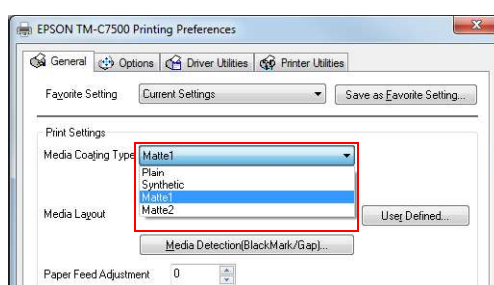 EPSON TM-C7500 Printing Preferences
General Options Driver Utilities Printer Utilities
Favorite Setting Current Settings Save as Favorite Setting...
Print Settings
Media Coating Type Matte1
Plain
Synthetic
Matte1
Matte2
Media Layout User Defined...
Media Detection(BlackMark/Gap)...
Paper Feed Adjustment 0